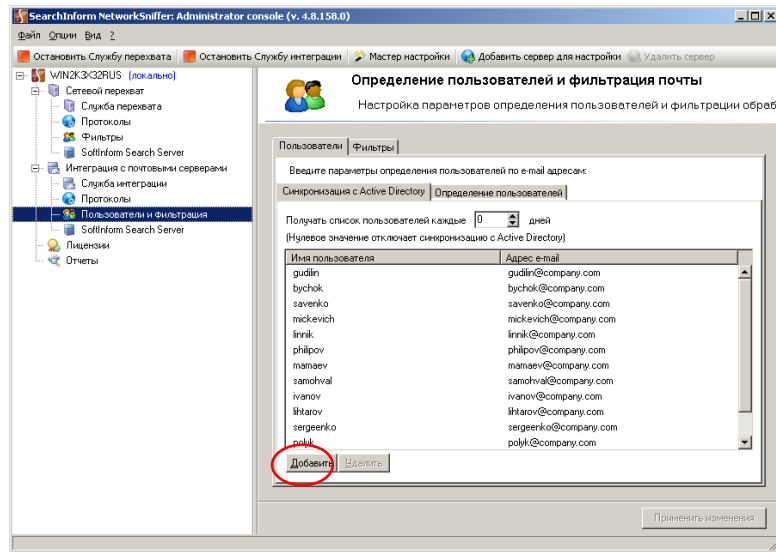 SearchInform NetworkSniffer: Administrator console (v. 4.8.158.0)
Файл Опции Вид ?
Остановить Службу перехвата Остановить Службу интеграции Мастер настройки Добавить сервер для настройки Удалить сервер
WIN2K3X32RUS (локально)
Сетевой перехват
Служба перехвата
Протоколы
Фильтры
SoftInform Search Server
Интеграция с почтовыми серверами
Служба интеграции
Протоколы
Пользователи и фильтрация
SoftInform Search Server
Лицензии
Отчеты
Определение пользователей и фильтрация почты
Настройка параметров определения пользователей и фильтрации обраб
Пользователи Фильтры
Введите параметры определения пользователей по e-mail адресам:
Синхронизация с Active Directory Определение пользователей
Получать список пользователей каждые 0 дней
(Нулевое значение отключает синхронизацию с Active Directory)
Имя пользователя Адрес e-mail
gudilin gudilin@company.com
bychok bychok@company.com
savenko savenko@company.com
mickevich mickevich@company.com
linnik linnik@company.com
philipov philipov@company.com
mamaev mamaev@company.com
samohval samohval@company.com
ivanov ivanov@company.com
lihtarov lihtarov@company.com
sergeenko sergeenko@company.com
polyk polyk@company.com
Добавить Удалить
Применить изменения